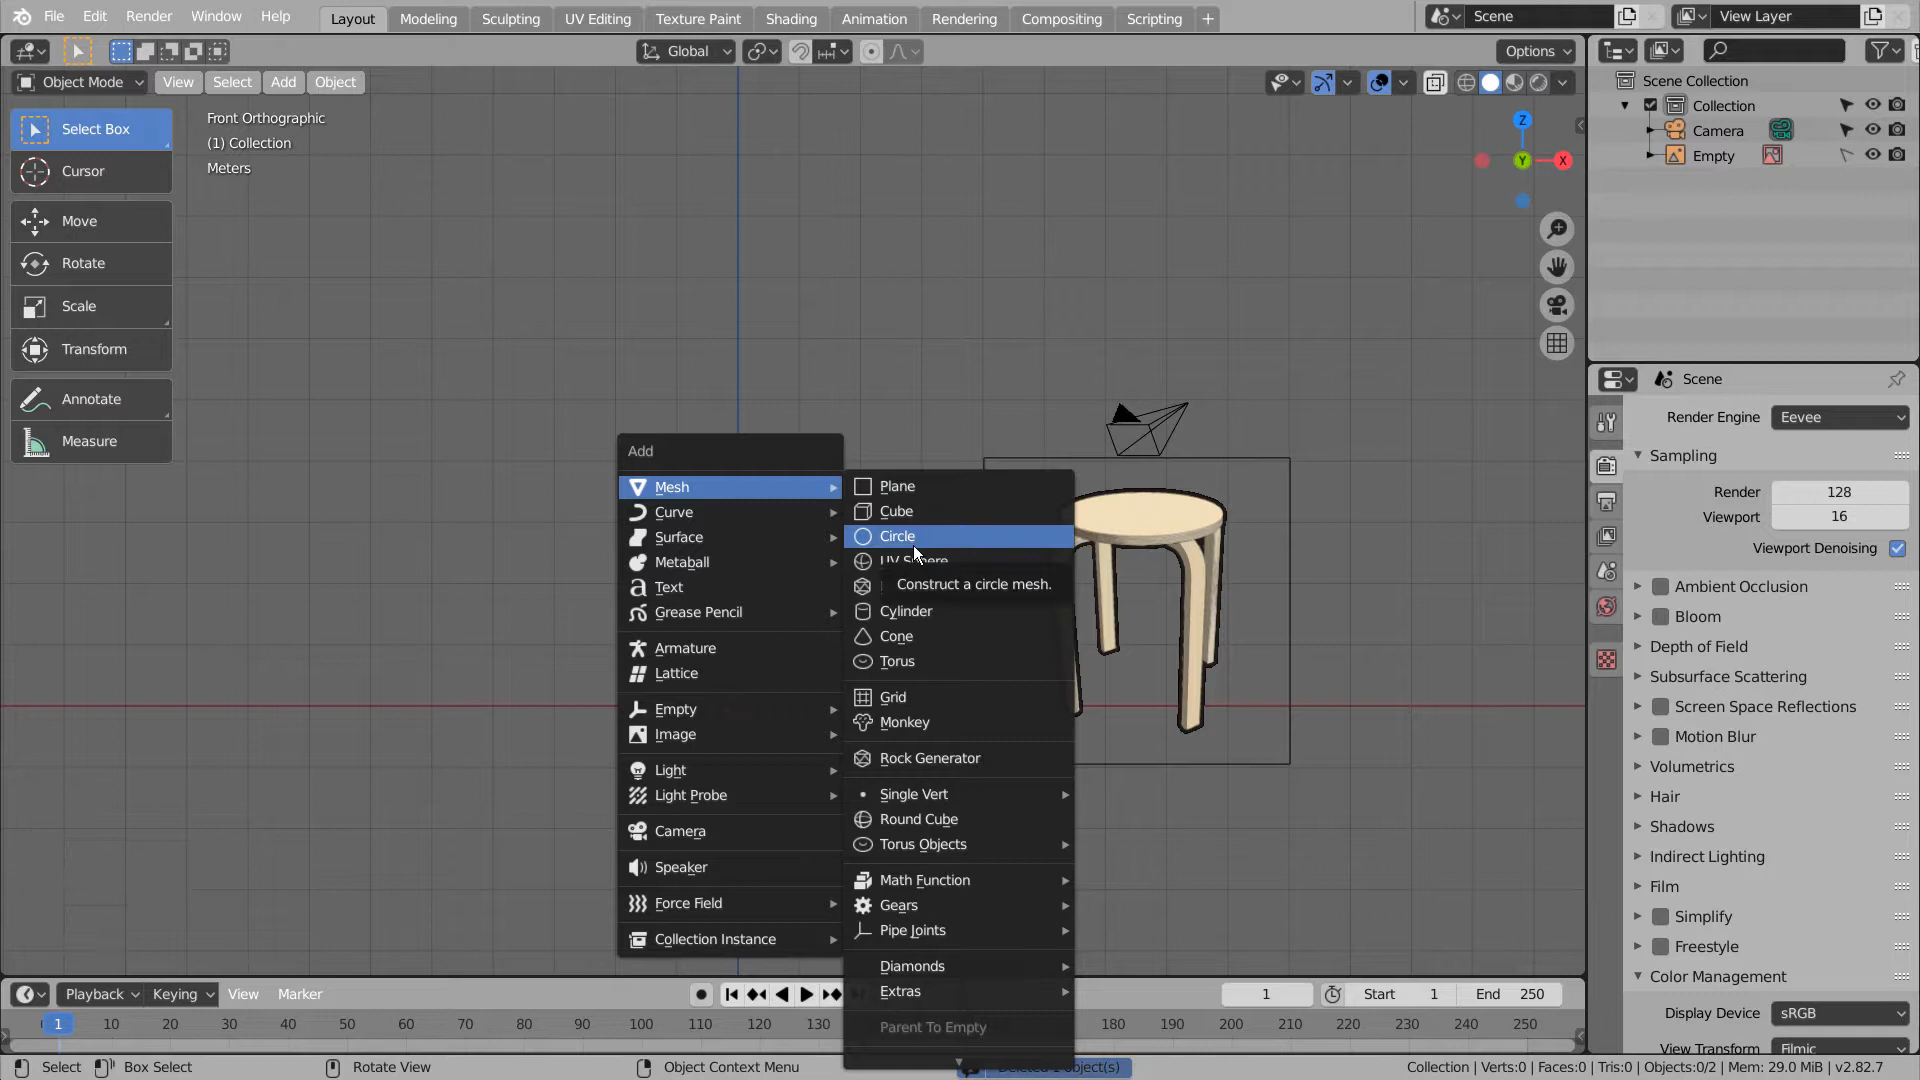 File Edit Render Window Help Layout Modeling Sculpting UV Editing Texture Paint Shading Animation Rendering Compositing Scripting + Scene View Layer
Global Options
Object Mode View Select Add Object
Scene Collection
Collection
Camera
Empty
Select Box
Cursor
Move
Rotate
Scale
Transform
Annotate
Measure
Front Orthographic
(1) Collection
Meters
Z
Y
X
Add
Mesh
Curve
Surface
Metaball
Text
Grease Pencil
Armature
Lattice
Empty
Image
Light
Light Probe
Camera
Speaker
Force Field
Collection Instance
Plane
Cube
Circle
UV Sphere
Construct a circle mesh.
Cylinder
Cone
Torus
Grid
Monkey
Rock Generator
Single Vert
Round Cube
Torus Objects
Math Function
Gears
Pipe Joints
Diamonds
Extras
Parent To Empty
Scene
Render Engine Eevee
Sampling
Render 128
Viewport 16
Viewport Denoising
Ambient Occlusion
Bloom
Depth of Field
Subsurface Scattering
Screen Space Reflections
Motion Blur
Volumetrics
Hair
Shadows
Indirect Lighting
Film
Simplify
Freestyle
Color Management
Display Device sRGB
View Transform Filmic
Playback Keying View Marker 1 Start 1 End 250
1 10 20 30 40 50 60 70 80 90 100 110 120 130 180 190 200 210 220 230 240 250
Select Box Select Rotate View Object Context Menu Deleted 1 object(s) Collection | Verts:0 | Faces:0 | Tris:0 | Objects:0/2 | Mem: 29.0 MiB | v2.82.7